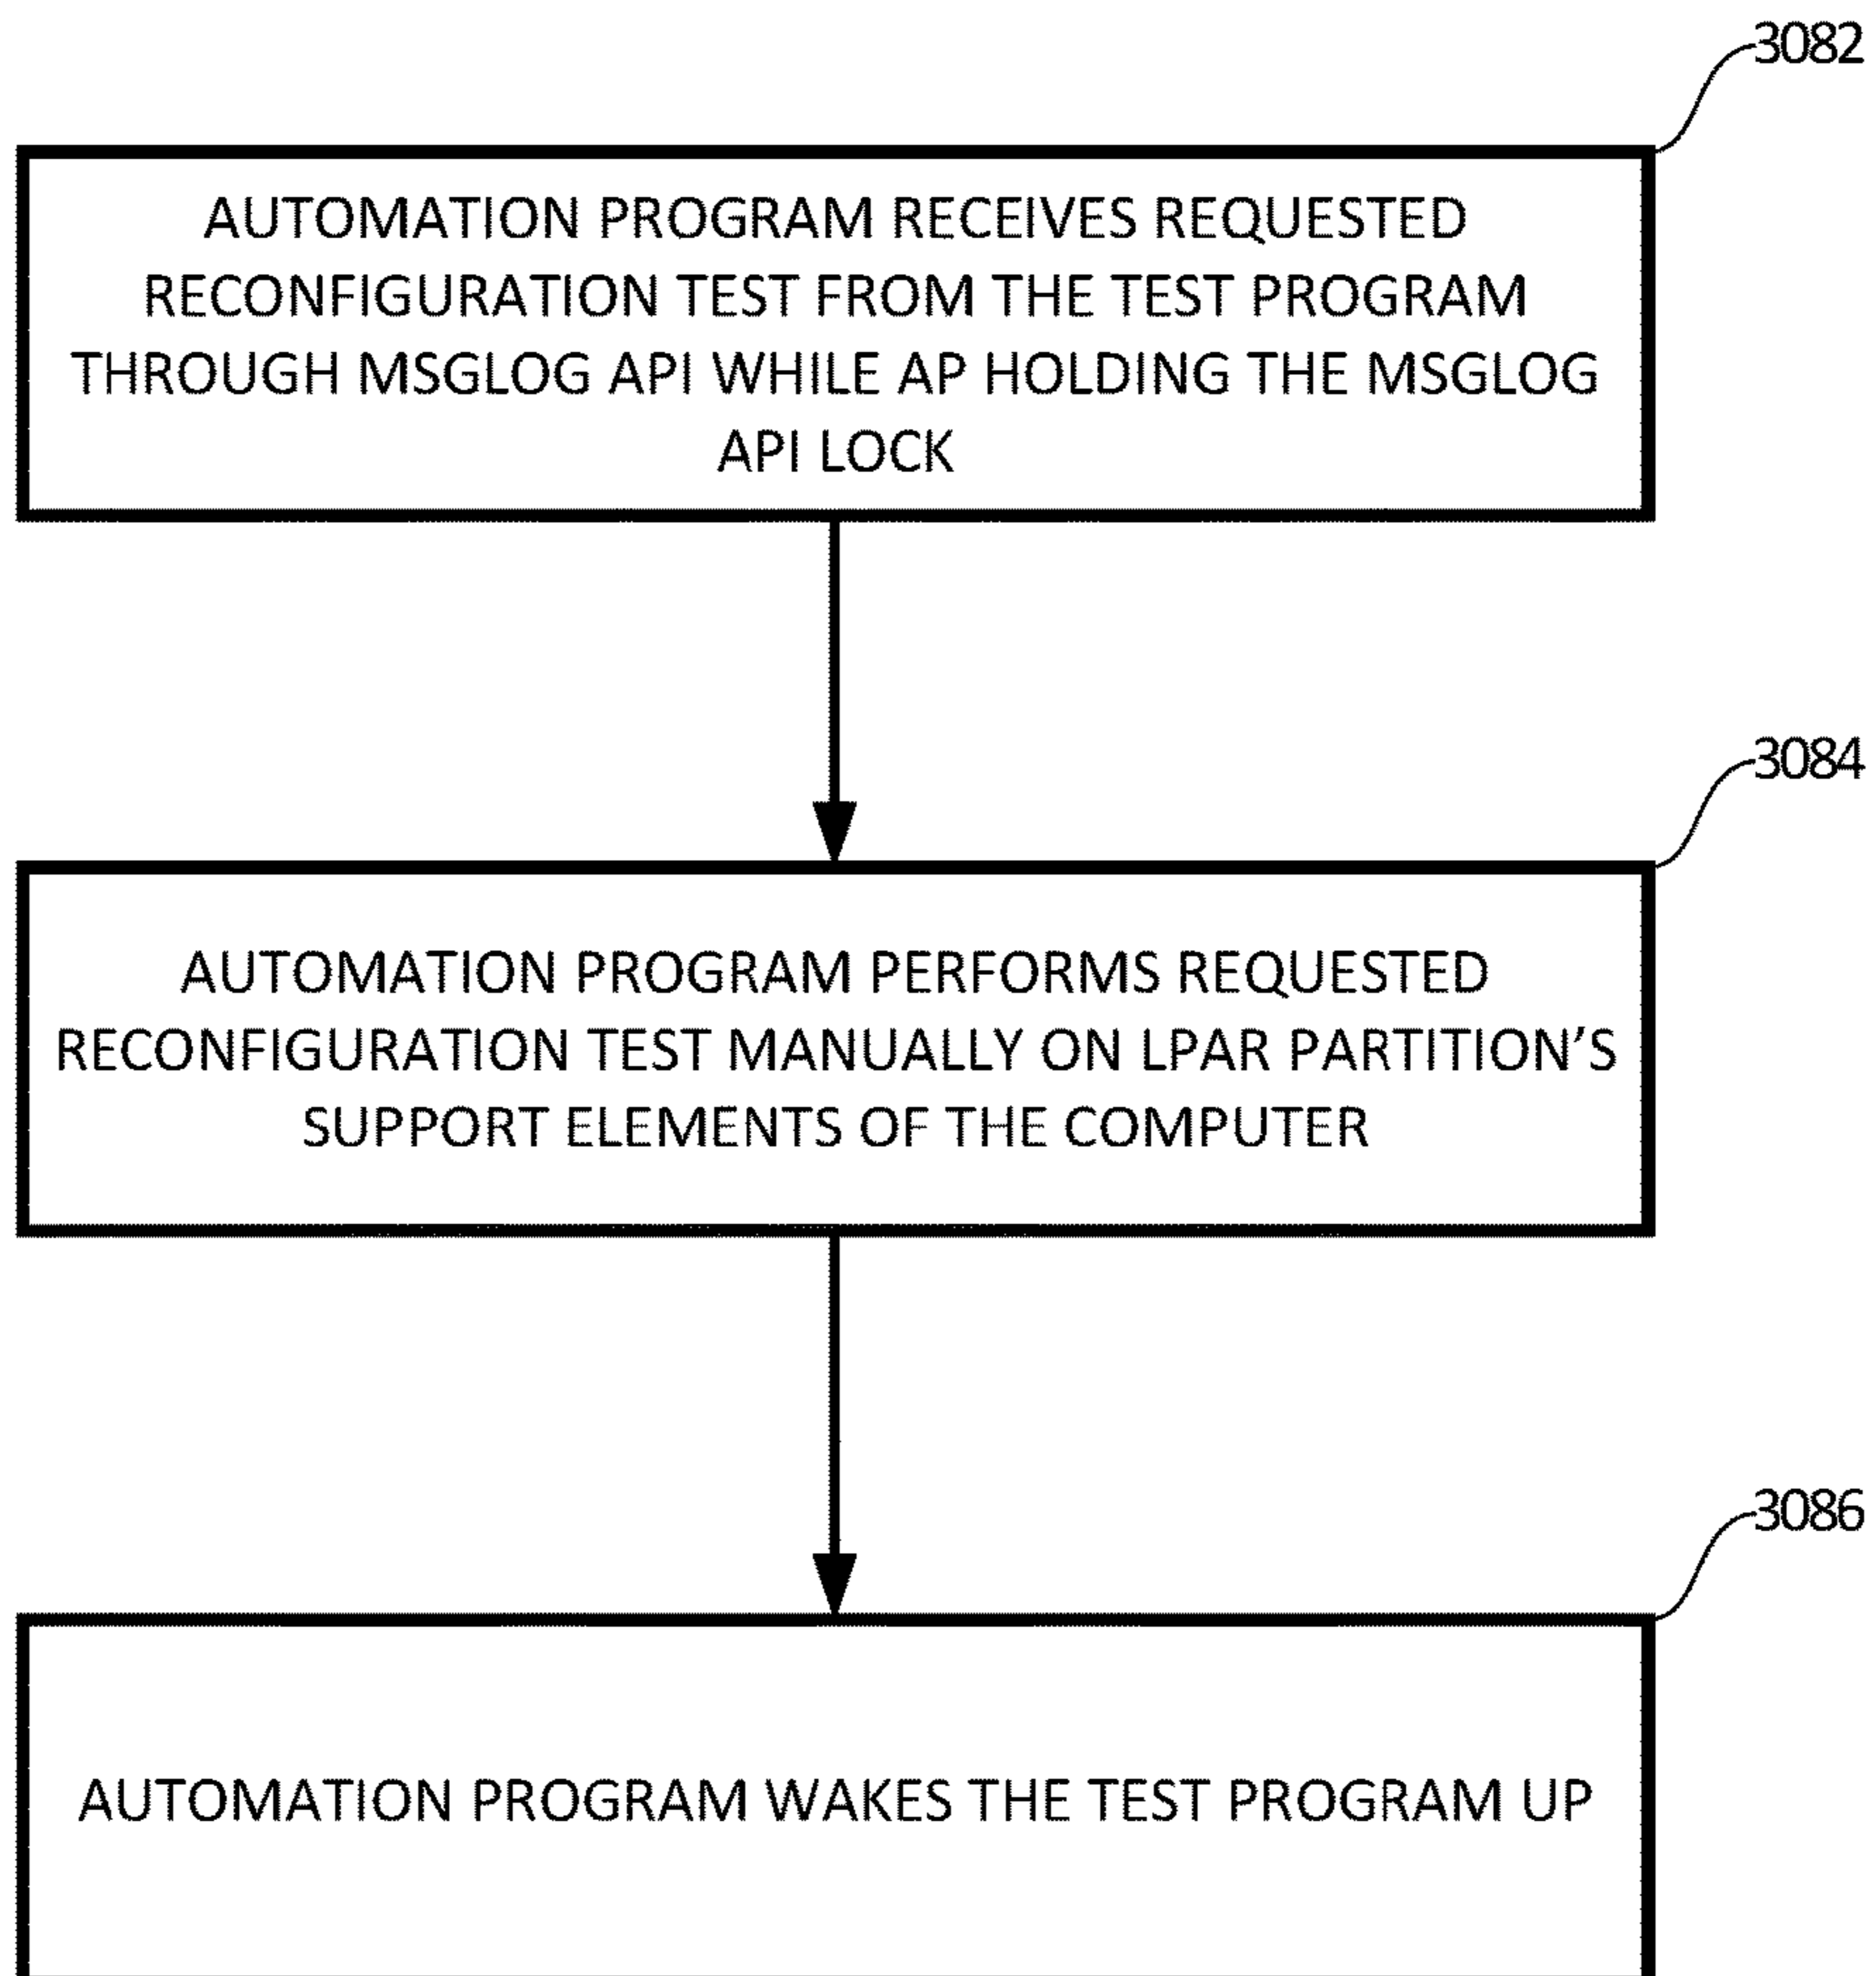 3082
AUTOMATION PROGRAM RECEIVES REQUESTED
RECONFIGURATION TEST FROM THE TEST PROGRAM
THROUGH MSGLOG API WHILE AP HOLDING THE MSGLOG
API LOCK
3084
AUTOMATION PROGRAM PERFORMS REQUESTED
RECONFIGURATION TEST MANUALLY ON LPAR PARTITION’S
SUPPORT ELEMENTS OF THE COMPUTER
3086
AUTOMATION PROGRAM WAKES THE TEST PROGRAM UP